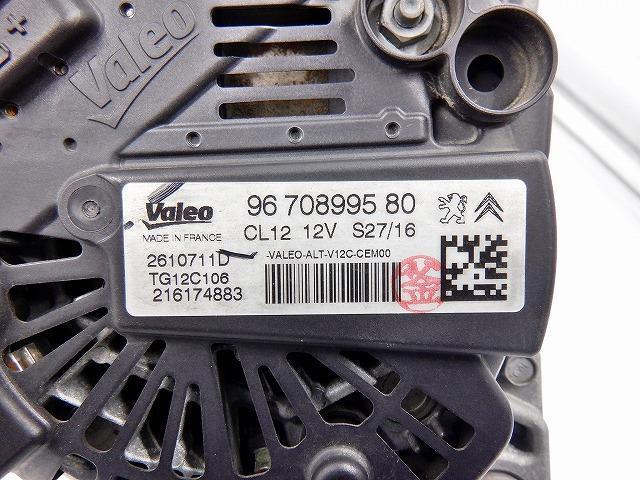 +
Valeo
Valeo 96 708995 80
MADE IN FRANCE CL12 12V S27/16
2610711D -VALEO-ALT-V12C-CEM00
TG12C106
216174883